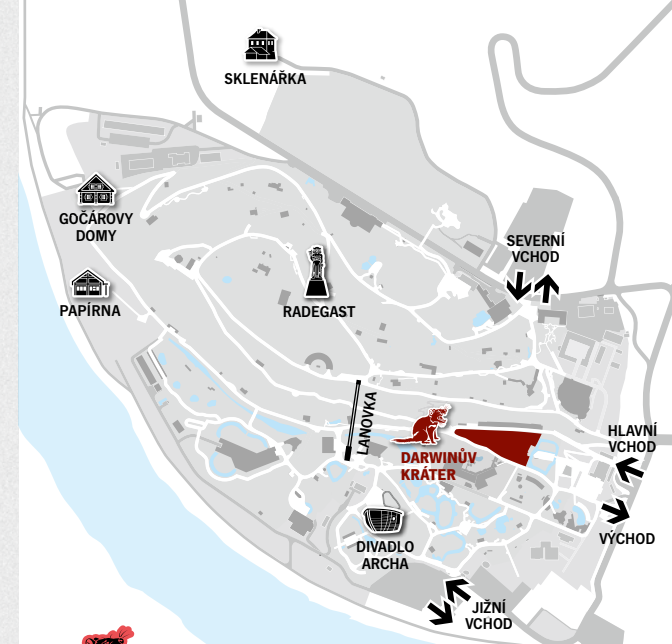 SKLENÁŘKA
GOČÁROVY
DOMY
SEVERNÍ
VCHOD
PAPÍRNA
RADEGAST
LANOVKA
DARWINŮV
KRÁTER
HLAVNÍ
VCHOD
VÝCHOD
DIVADLO
ARCHA
JIŽNÍ
VCHOD